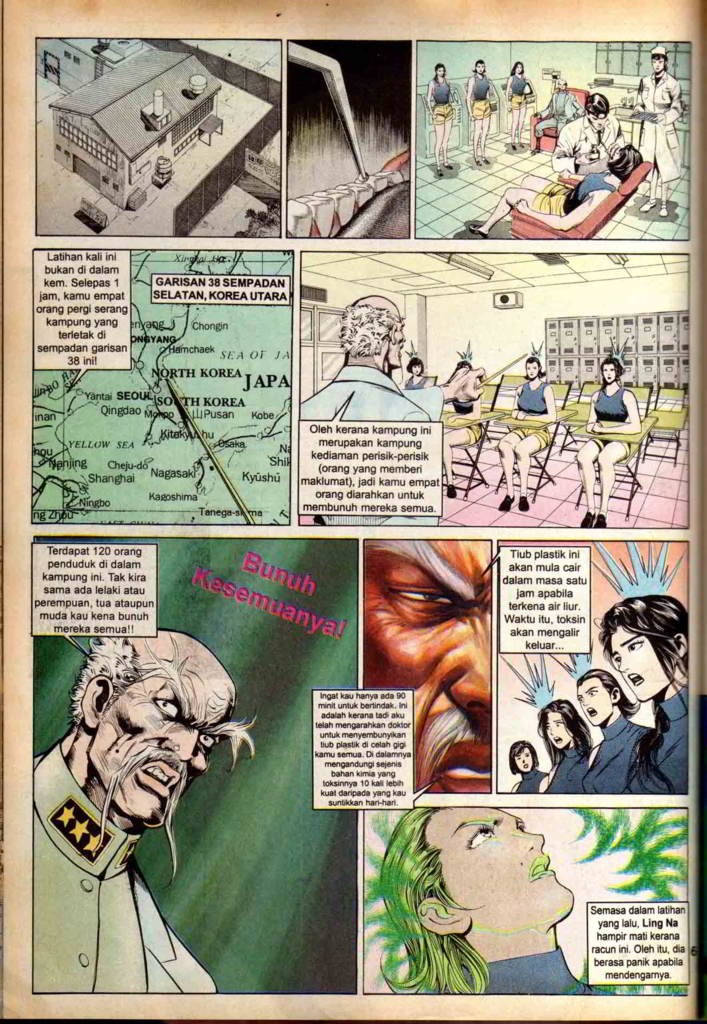 Latihan kali ini
bukan di dalam
kem. Selepas 1
jam, kamu empat
orang pergi serang
kampung yang
terletak di
sempadan garisan
38 ini!
GARISAN 38 SEMPADAN
SELATAN, KOREA UTARA
Chongin
Hamchaek
SEA OF JA
NORTH KOREA
JAPA
Yantai
SEOUL
SOUTH KOREA
Qingdao
Pusan
Kobe
Osaka
YELLOW SEA
Nanjing
Cheju-do
Nagasaki
Shanghai
Kyūshū
Kagoshima
Ningbo
Oleh kerana kampung ini
merupakan kampung
kediaman perisik-perisik
(orang yang memberi
maklumat), jadi kamu empat
orang diarahkan untuk
membunuh mereka semua.
Terdapat 120 orang
penduduk di dalam
kampung ini. Tak kira
sama ada lelaki atau
perempuan, tua ataupun
muda kau kena bunuh
mereka semua!!
Bunuh
Kesemuanya!
Ingat kau hanya ada 90
minit untuk bertindak. Ini
adalah kerana tadi aku
telah mengarahkan doktor
untuk menyembunyikan
tiub plastik di celah gigi
kamu semua. Di dalamnya
mengandungi sejenis
bahan kimia yang
toksinnya 10 kali lebih
kuat daripada yang kau
suntikkan hari-hari.
Tiub plastik ini
akan mula cair
dalam masa satu
jam apabila
terkena air liur.
Waktu itu, toksin
akan mengalir
keluar...
Semasa dalam latihan
yang lalu, Ling Na
hampir mati kerana
racun ini. Oleh itu, dia
berasa panik apabila
mendengarnya.